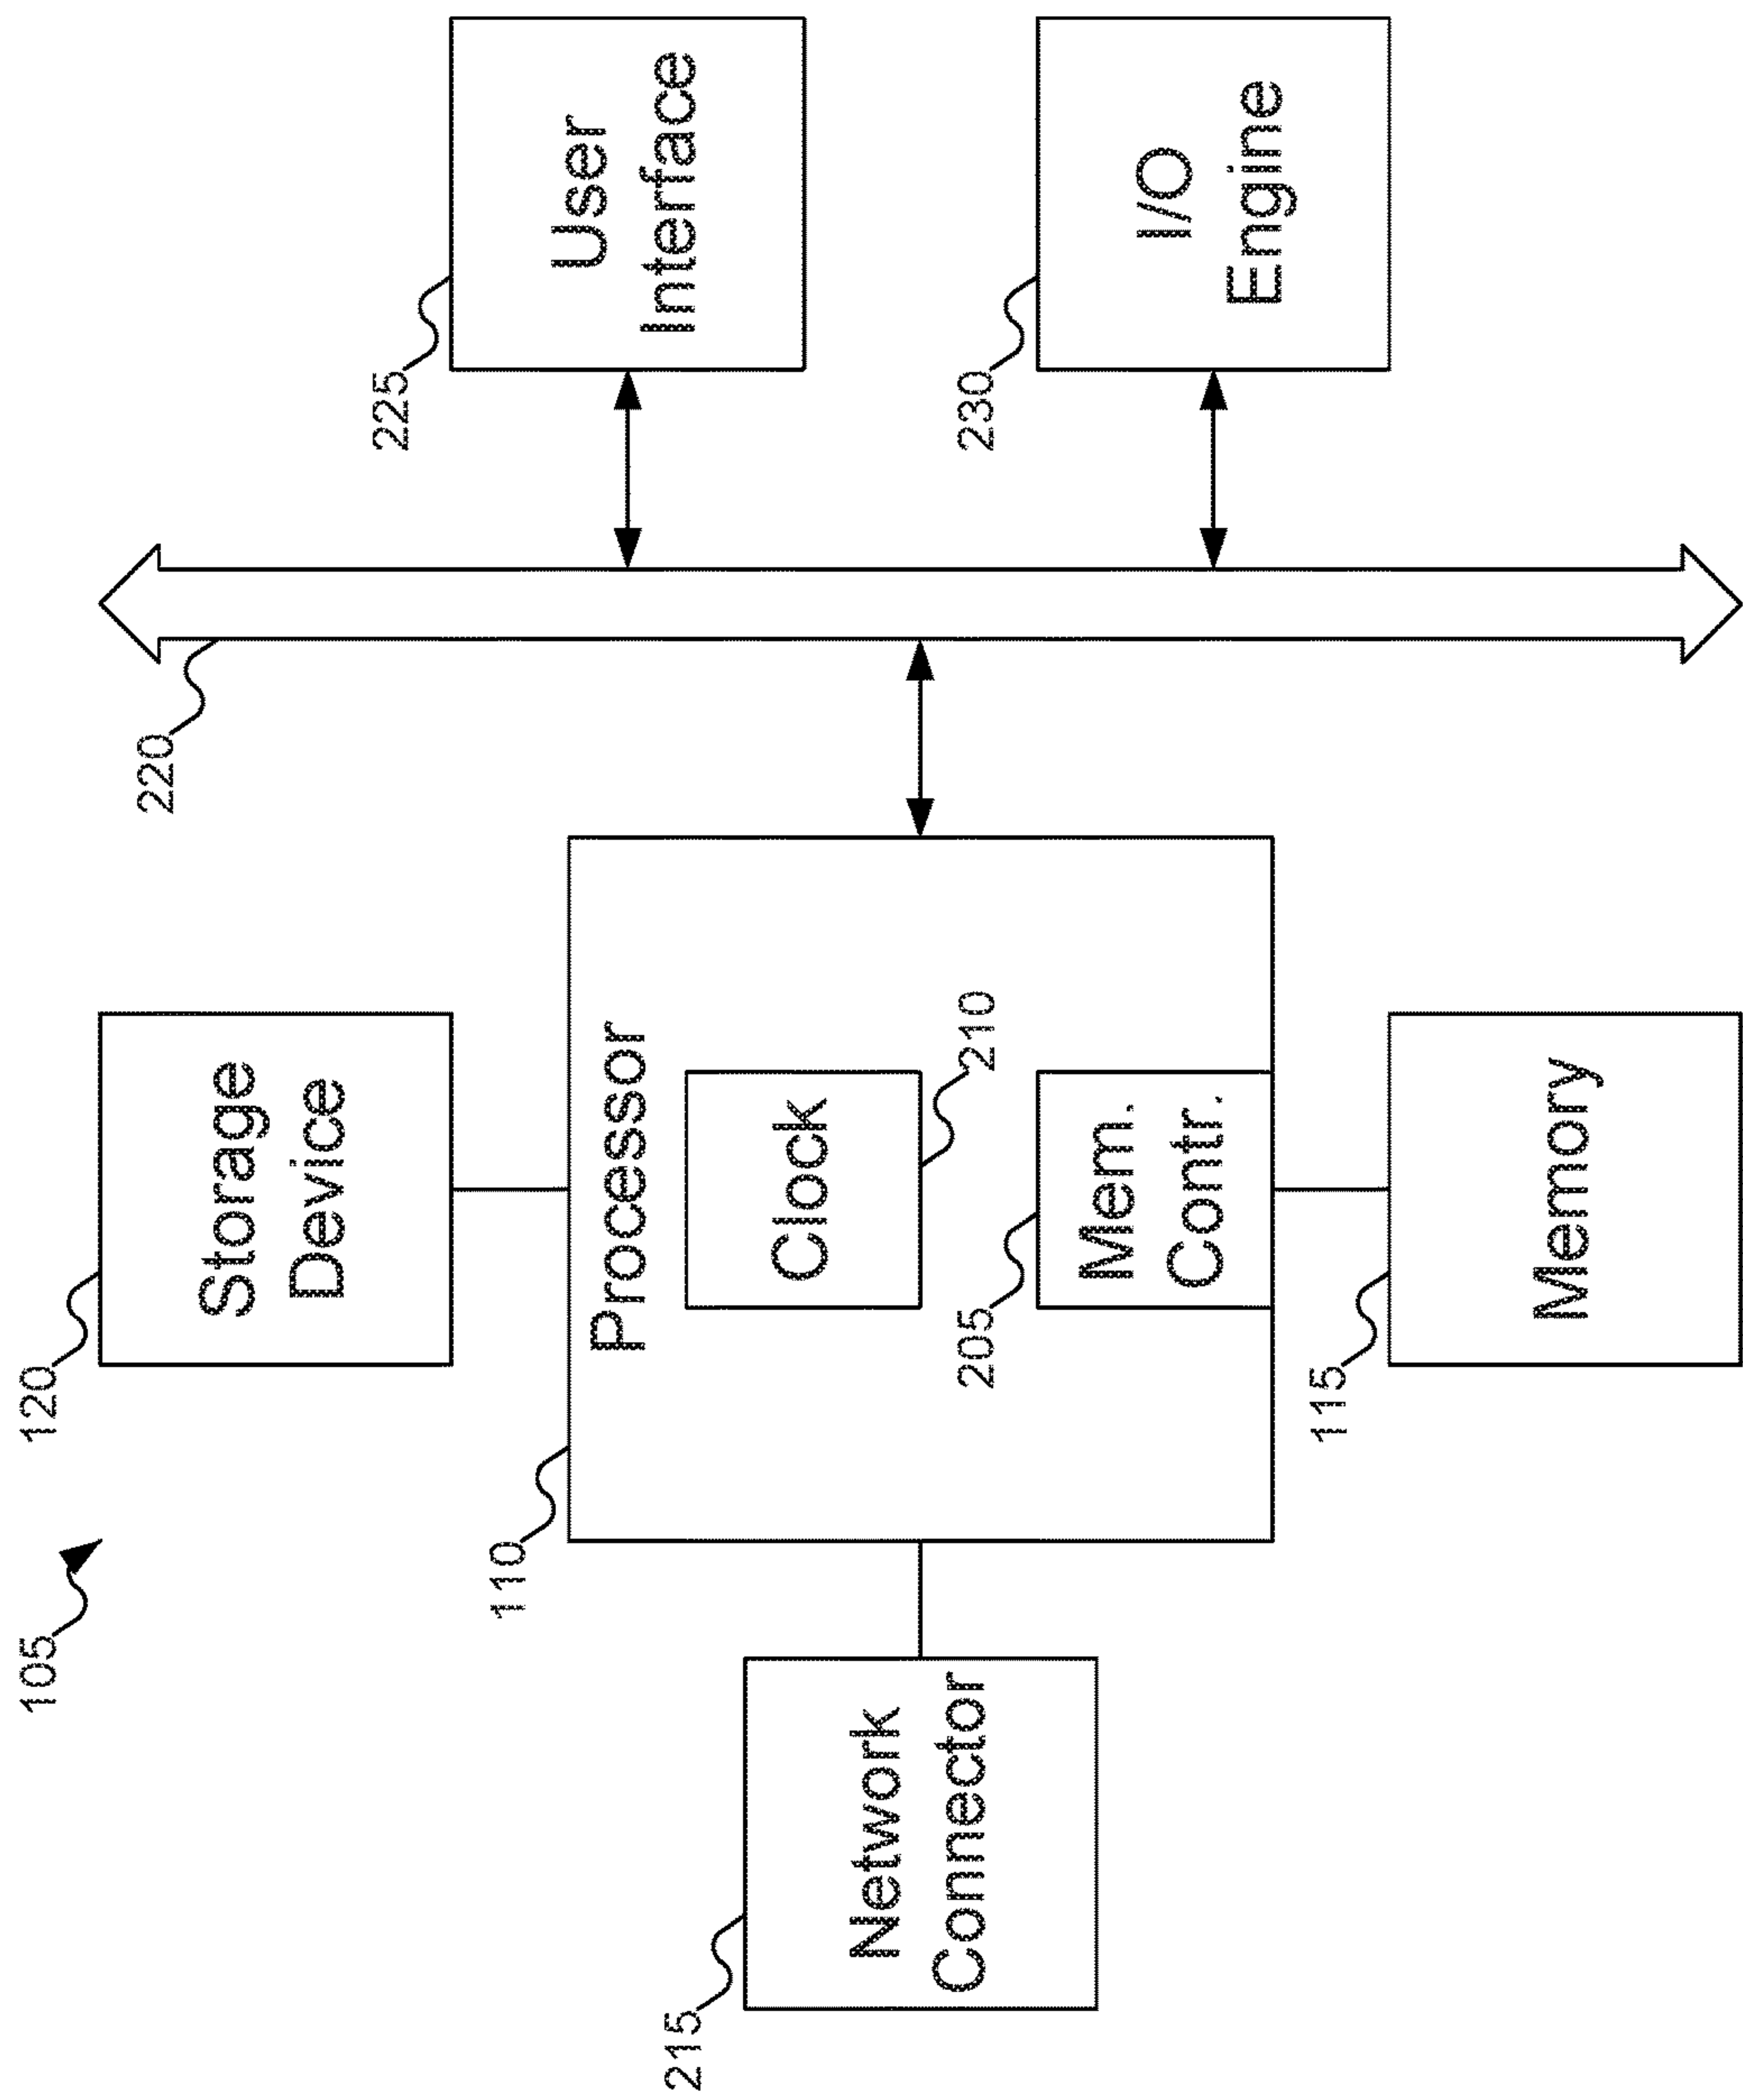 105
120
Storage
Device
110
Processor
215
Network
Connector
Clock
210
205
Mem.
Contr.
115
Memory
220
225
User
Interface
230
I/O
Engine